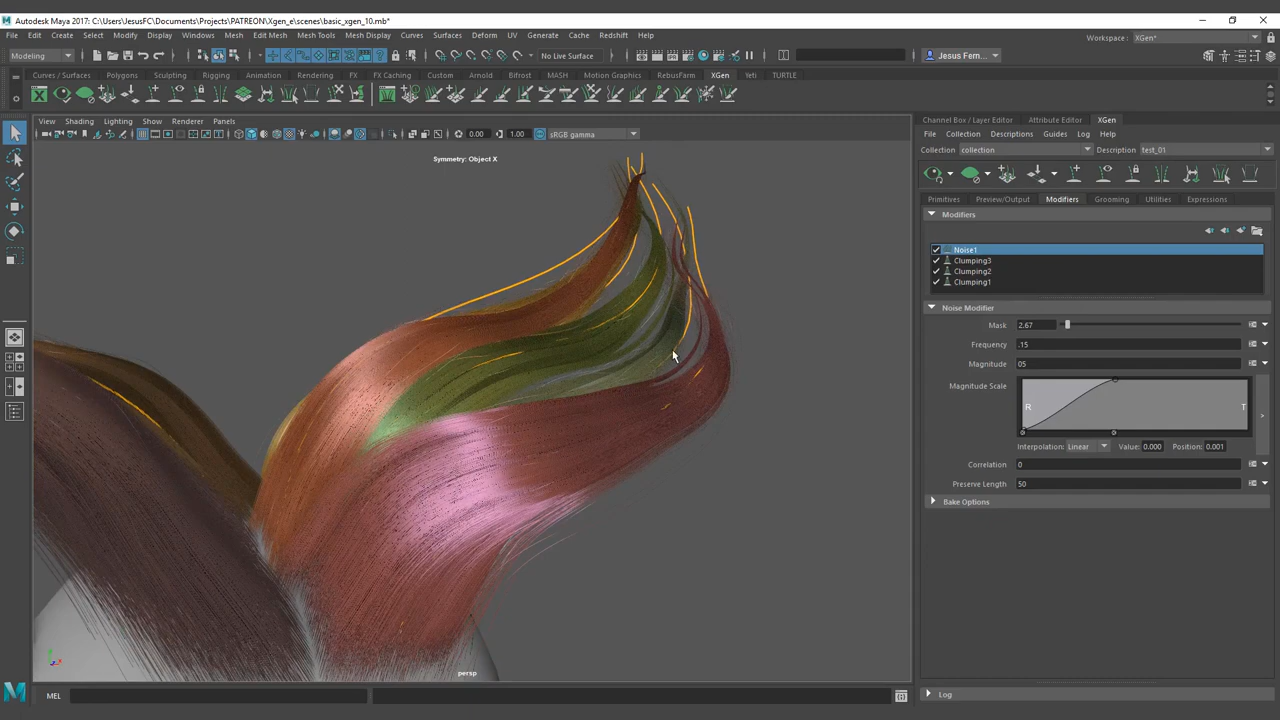 Autodesk Maya 2017: C:\Users\JesusFC\Documents\Projects\PATREON\Xgen_e\scenes\basic_xgen_10.mb*
File Edit Create Select Modify Display Windows Mesh Edit Mesh Mesh Tools Mesh Display Curves Surfaces Deform UV Generate Cache Redshift Help
Workspace : XGen*
Modeling No Live Surface Jesus Fern...
Curves / Surfaces Polygons Sculpting Rigging Animation Rendering FX FX Caching Custom Arnold Bifrost MASH Motion Graphics RebusFarm XGen Yeti TURTLE
View Shading Lighting Show Renderer Panels
Channel Box / Layer Editor Attribute Editor XGen
0.00 1.00 sRGB gamma
File Collection Descriptions Guides Log Help
Collection collection Description test_01
Symmetry: Object X
Primitives Preview/Output Modifiers Grooming Utilities Expressions
Modifiers
Noise1
Clumping3
Clumping2
Clumping1
Noise Modifier
Mask 2.67
Frequency .15
Magnitude 05
Magnitude Scale
R T
Interpolation: Linear Value: 0.000 Position: 0.001
Correlation 0
Preserve Length 50
Bake Options
persp
MEL
Log